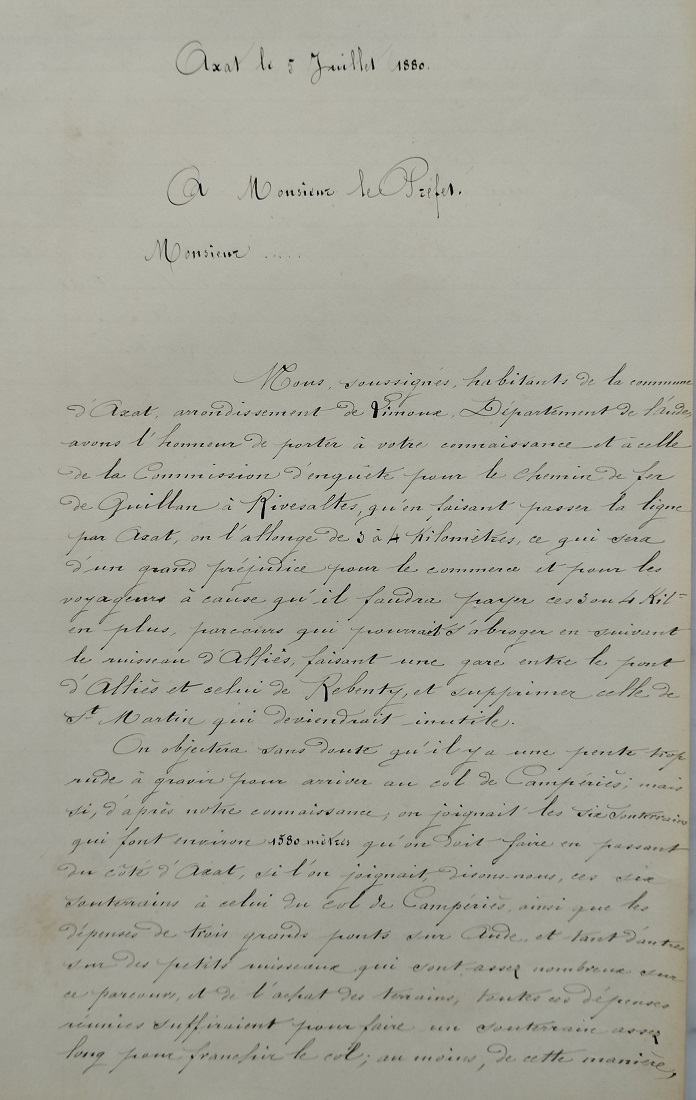 Axat le 5 Juillet 1880.
A Monsieur le Préfet.
Monsieur .....
Nous, soussignés, habitants de la commune
d'Axat, arrondissement de Limoux, Département de l'Aude,
avons l'honneur de porter à votre connaissance et à celle
de la Commission d'enquête pour le chemin de fer
de Quillan à Rivesaltes, qu'en faisant passer la ligne
par Axat, on l'allonge de 3 à 4 Kilomètres, ce qui sera
d'un grand préjudice pour le commerce et pour les
voyageurs à cause qu'il faudra payer ces 3 ou 4 Kil=
en plus, parcours qui pourrait s'abroger en suivant
le ruisseau d'Alliès, faisant une gare entre le pont
d'Alliès et celui de Rebenty, et supprimer celle de
St. Martin qui deviendrait inutile.
On objectera sans doute qu'il y a une pente trop
rude à gravir pour arriver au col de Campériès; mais
si, d'après notre connaissance, on joignait les six souterrains
qui font environ 1580 mètres qu'on doit faire en passant
du côté d'Axat, si l'on joignait, disons-nous, ces six
souterrains à celui du col de Campériès, ainsi que les
dépenses de trois grands ponts sur Aude, et tant d'autres
sur des petits ruisseaux qui sont assez nombreux sur
ce parcours, et de l'achat des terrains, toutes ces dépenses
réunies suffiraient pour faire un souterrain assez
long pour franchir le col; au moins, de cette manière,